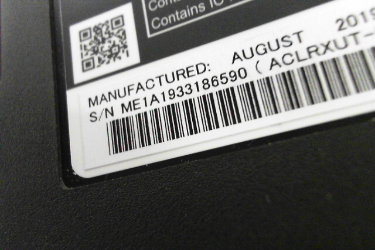 Contains IC
MANUFACTURED: AUGUST 2019
S/N ME1A1933186590 ( ACLRXUT-